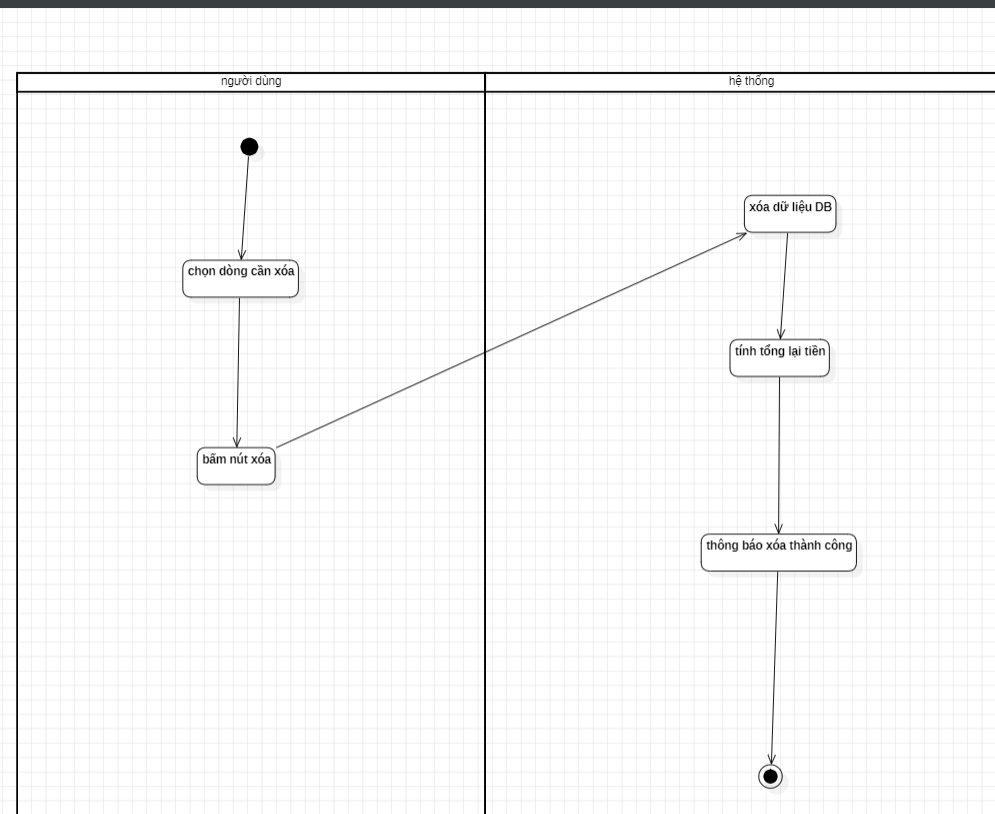 người dùng
hệ thống
chọn dòng cần xóa
bấm nút xóa
xóa dữ liệu DB
tính tổng lại tiền
thông báo xóa thành công